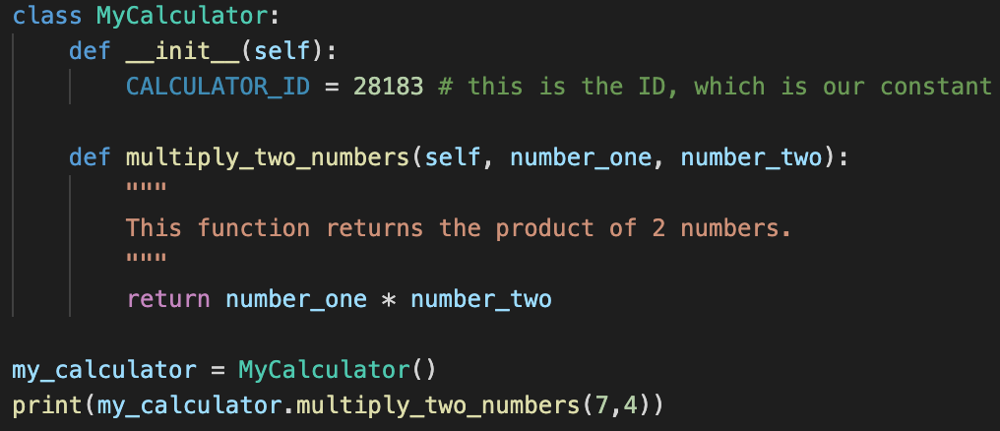 class MyCalculator:
    def __init__(self):
        CALCULATOR_ID = 28183 # this is the ID, which is our constant

    def multiply_two_numbers(self, number_one, number_two):
        """
        This function returns the product of 2 numbers.
        """
        return number_one * number_two

my_calculator = MyCalculator()
print(my_calculator.multiply_two_numbers(7,4))